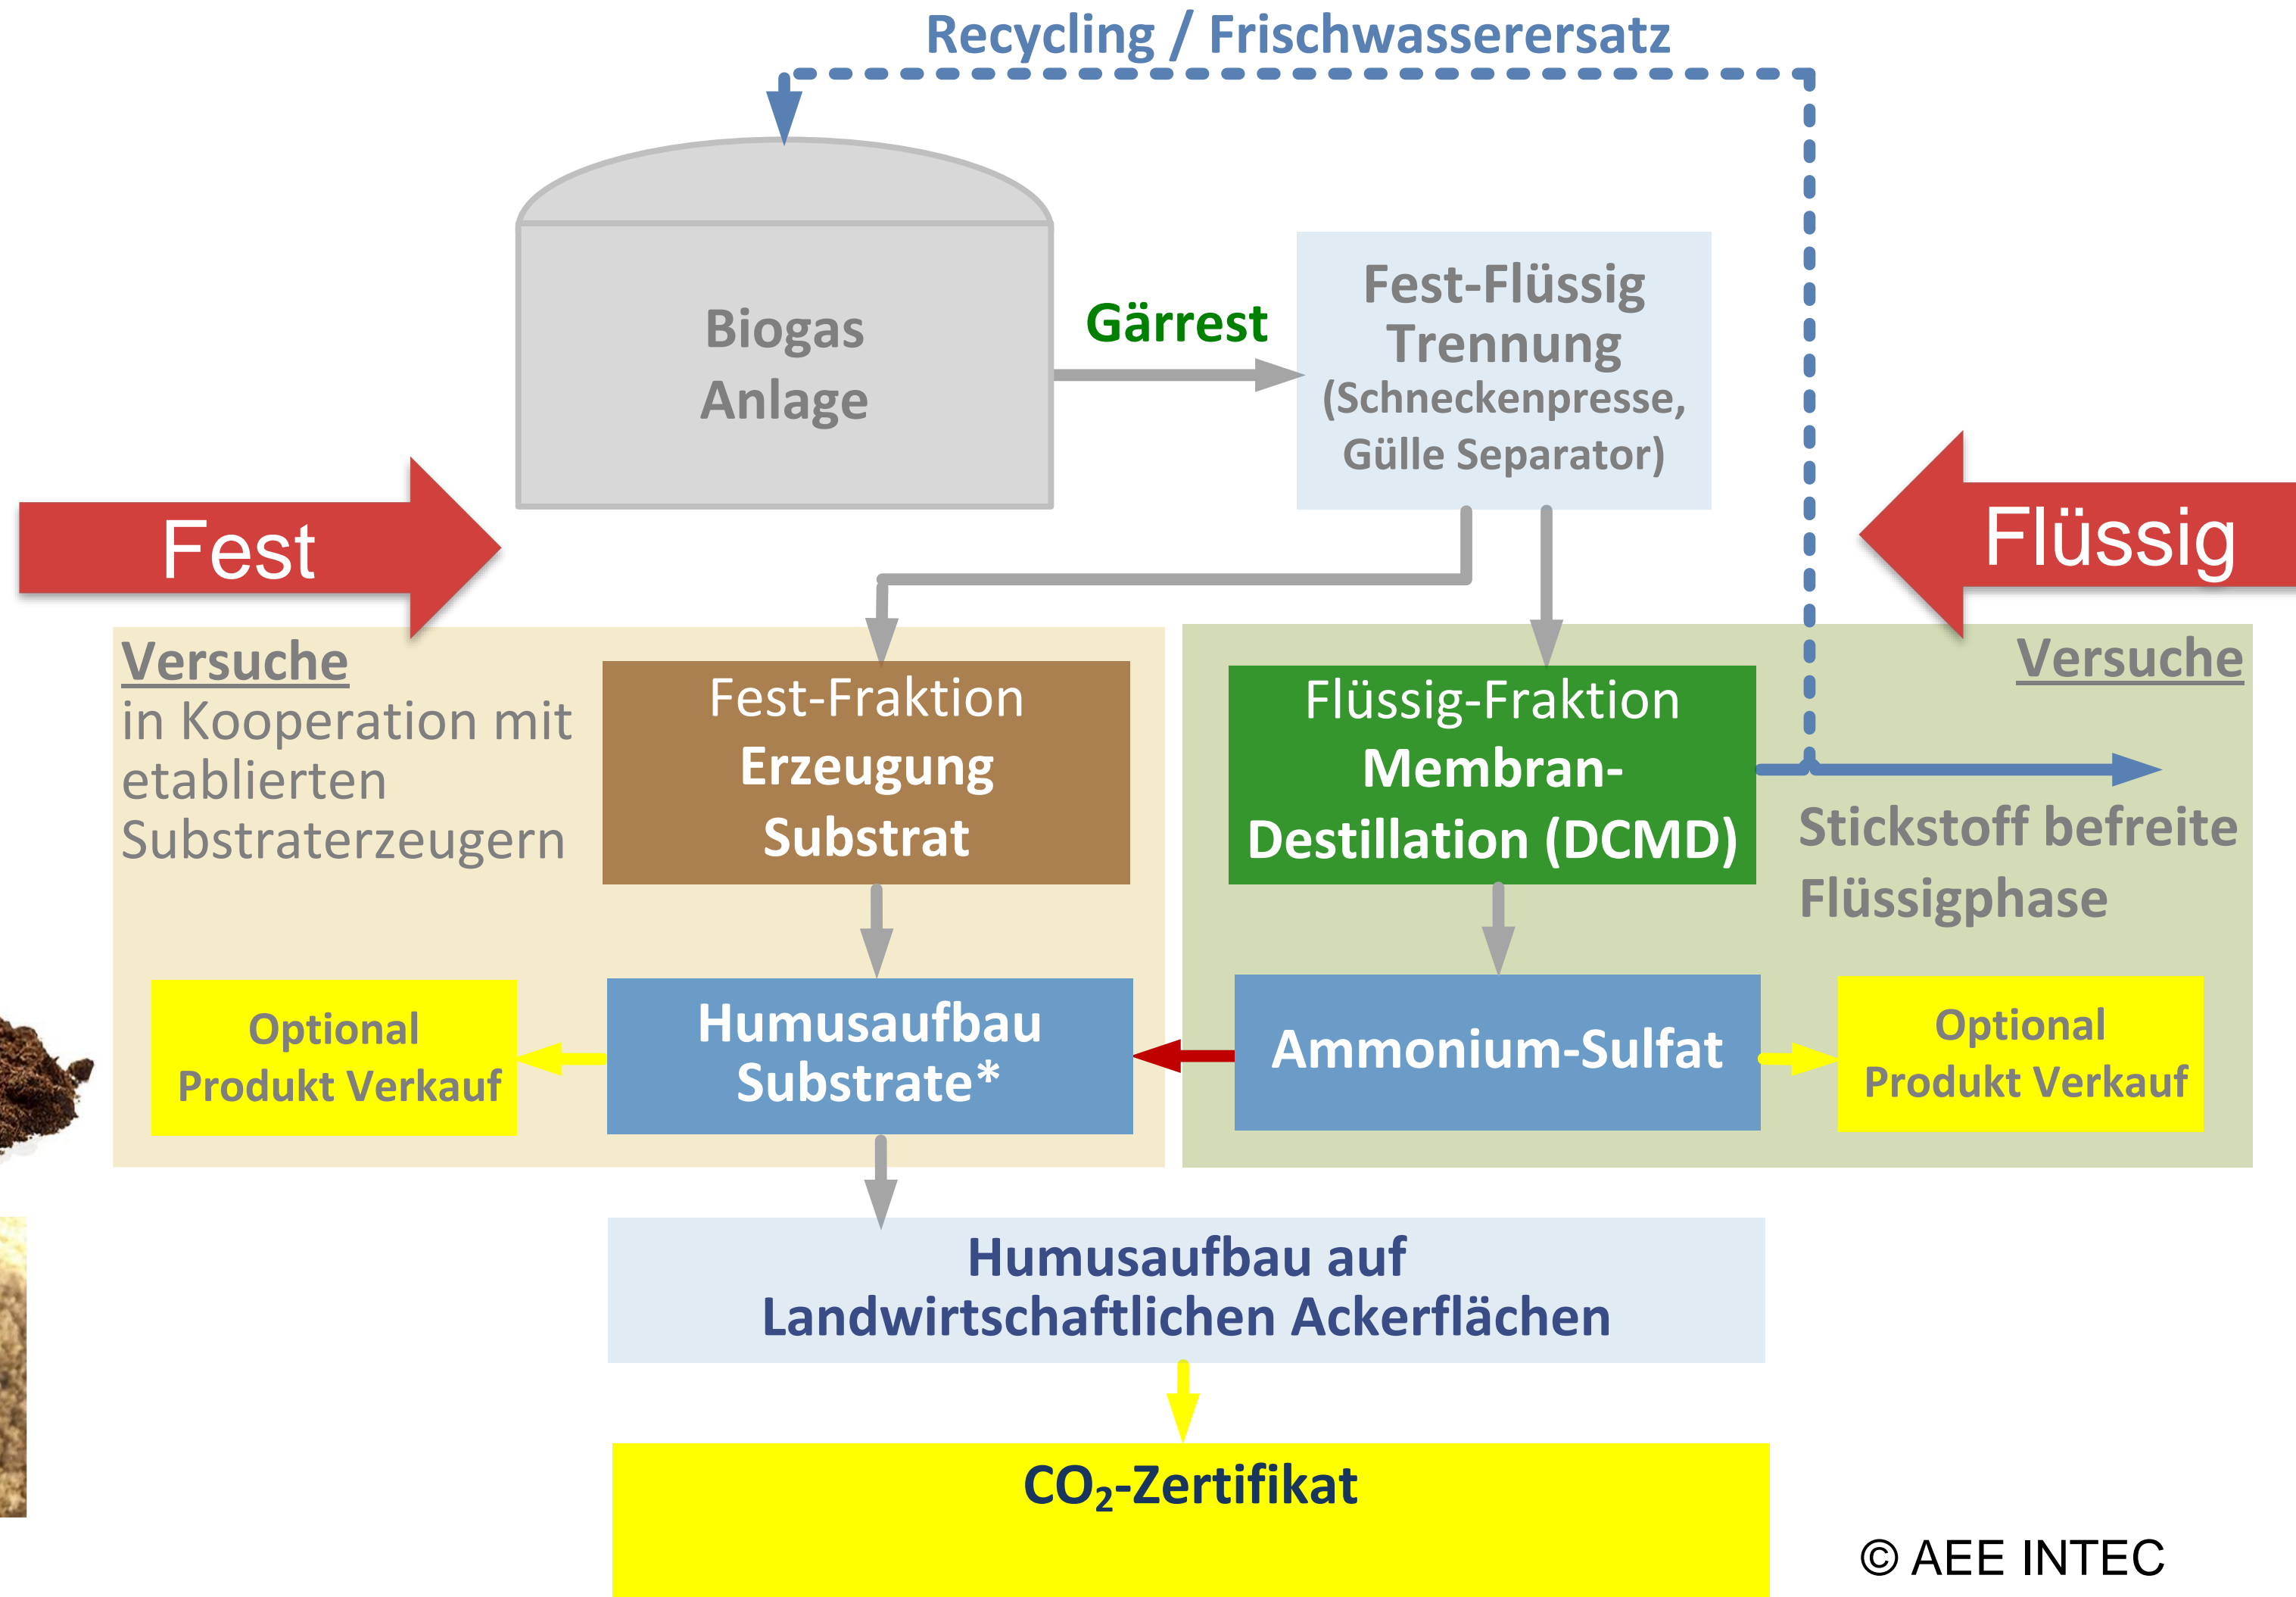 Recycling / Frischwasserersatz
Biogas
Anlage
Gärrest
Fest-Flüssig
Trennung
(Schneckenpresse,
Gülle Separator)
Fest
Flüssig
Versuche
in Kooperation mit
etablierten
Substraterzeugern
Fest-Fraktion
Erzeugung
Substrat
Flüssig-Fraktion
Membran-
Destillation (DCMD)
Versuche
Stickstoff befreite
Flüssigphase
Optional
Produkt Verkauf
Humusaufbau
Substrate*
Ammonium-Sulfat
Optional
Produkt Verkauf
Humusaufbau auf
Landwirtschaftlichen Ackerflächen
CO₂-Zertifikat
© AEE INTEC